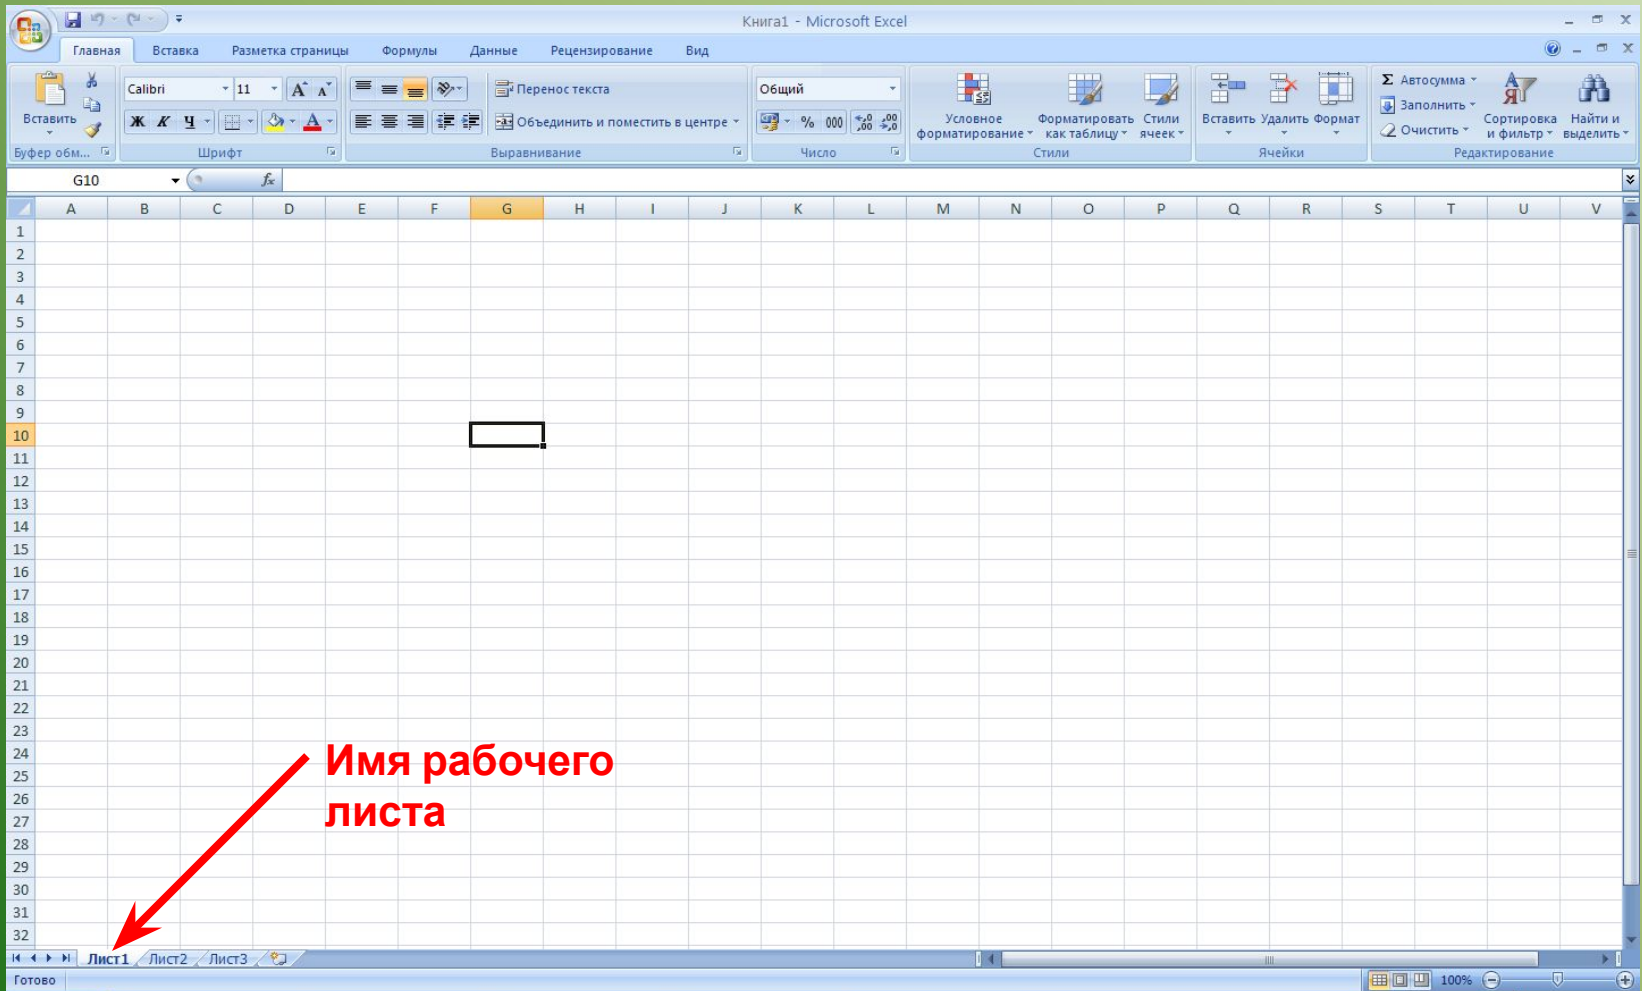 Книга1 - Microsoft Excel
Главная Вставка Разметка страницы Формулы Данные Рецензирование Вид
Calibri 11 Перенос текста Общий Σ Автосумма
Вставить Ж К Ч Объединить и поместить в центре % 000 Условное форматирование Форматировать как таблицу Стили ячеек Вставить Удалить Формат Заполнить Очистить Сортировка и фильтр Найти и выделить
Буфер обм... Шрифт Выравнивание Число Стили Ячейки Редактирование
G10 fx
A B C D E F G H I J K L M N O P Q R S T U V
1
2
3
4
5
6
7
8
9
10
11
12
13
14
15
16
17
18
19
20
21
22
23
24
25
26
27
28
29
30
31
32
Имя рабочего
листа
Лист1 Лист2 Лист3
Готово 100%